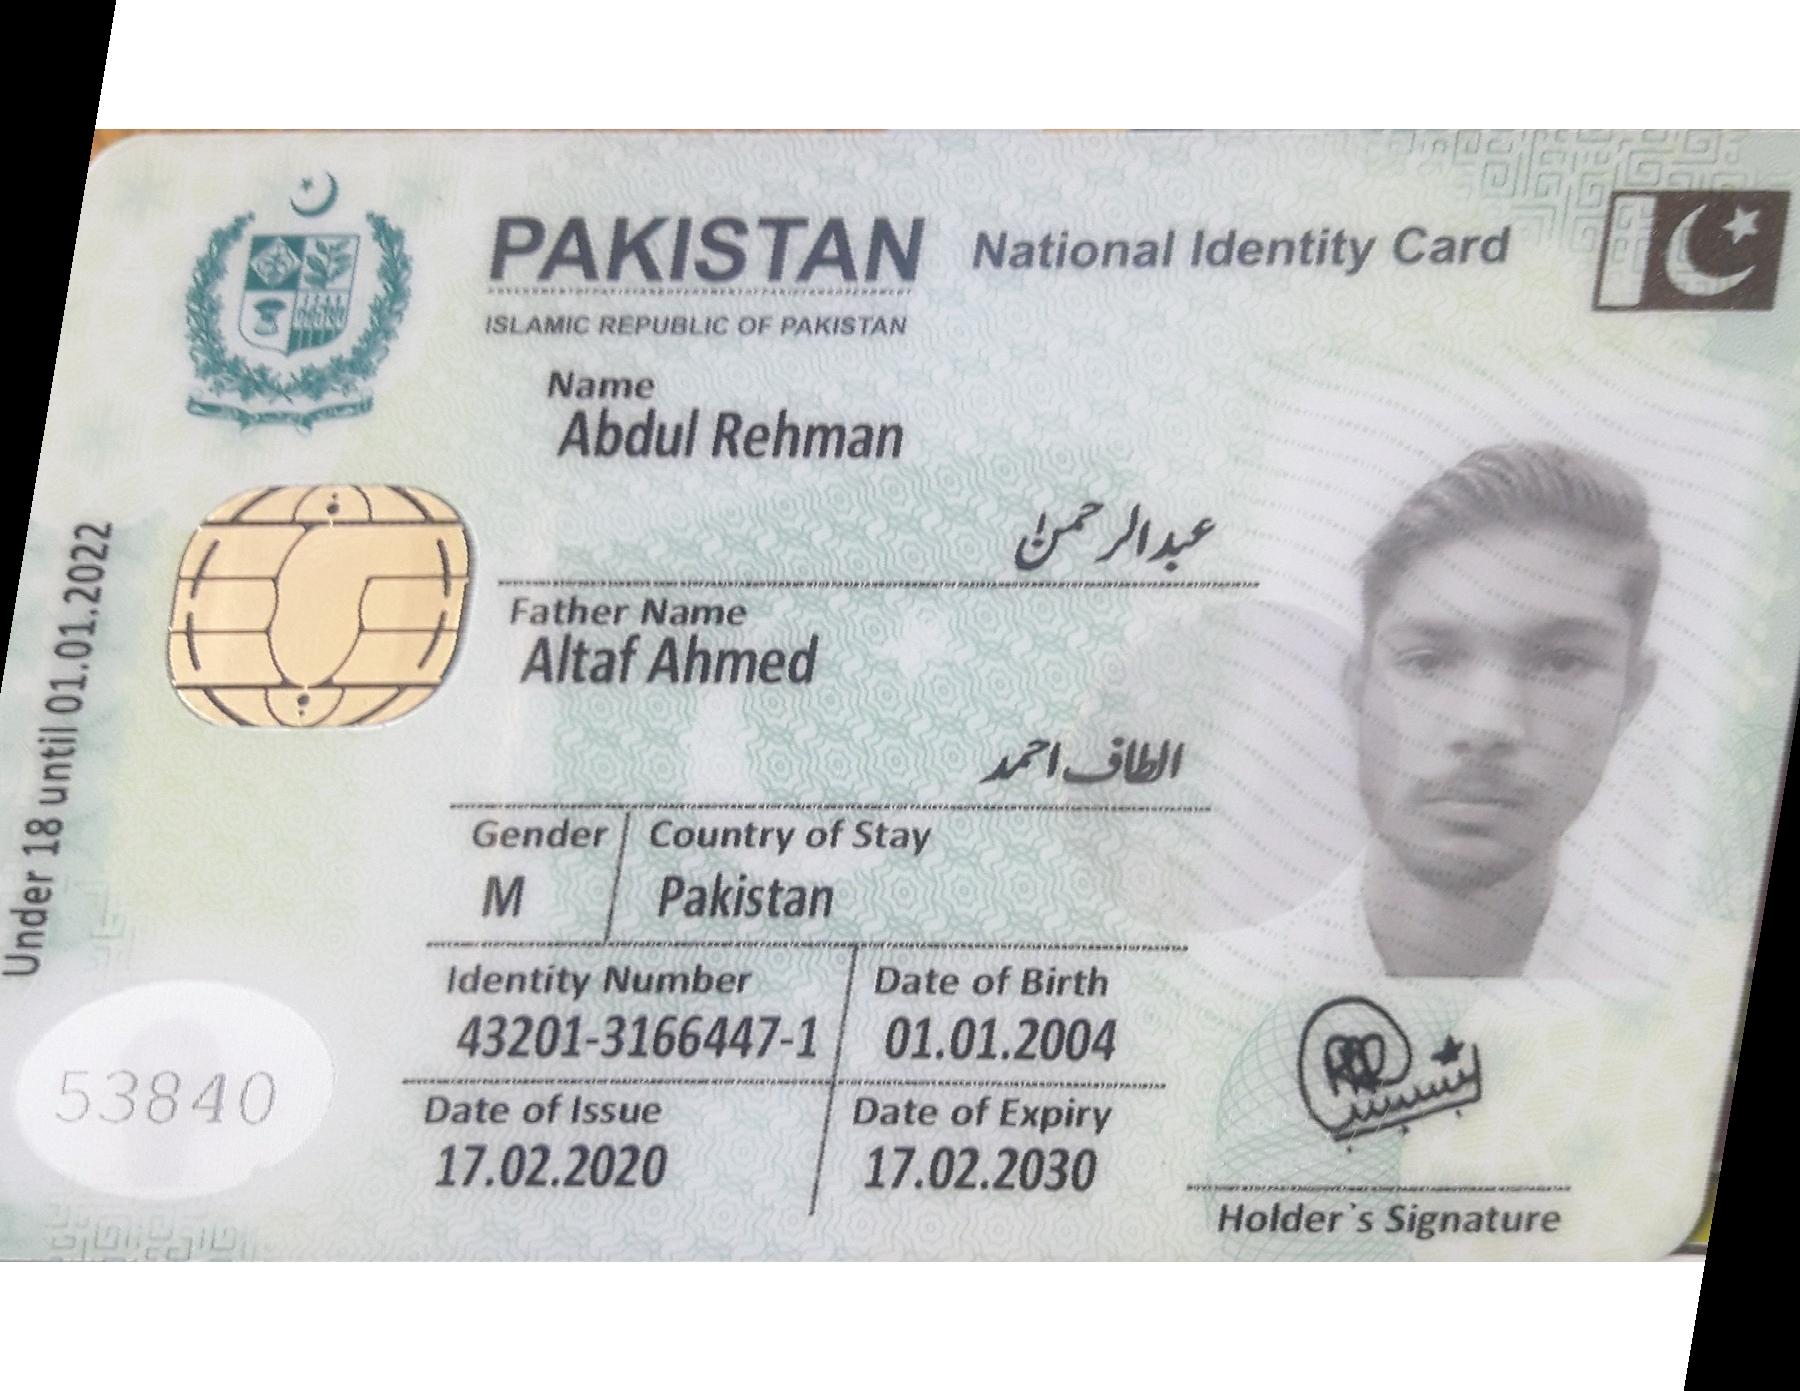 PAKISTAN National Identity Card
ISLAMIC REPUBLIC OF PAKISTAN
Name
Abdul Rehman
عبدالرحمن
Father Name
Altaf Ahmed
الطاف احمد
Gender Country of Stay
M Pakistan
Identity Number Date of Birth
43201-3166447-1 01.01.2004
Date of Issue Date of Expiry
17.02.2020 17.02.2030
Holder`s Signature
Under 18 until 01.01.2022
53840